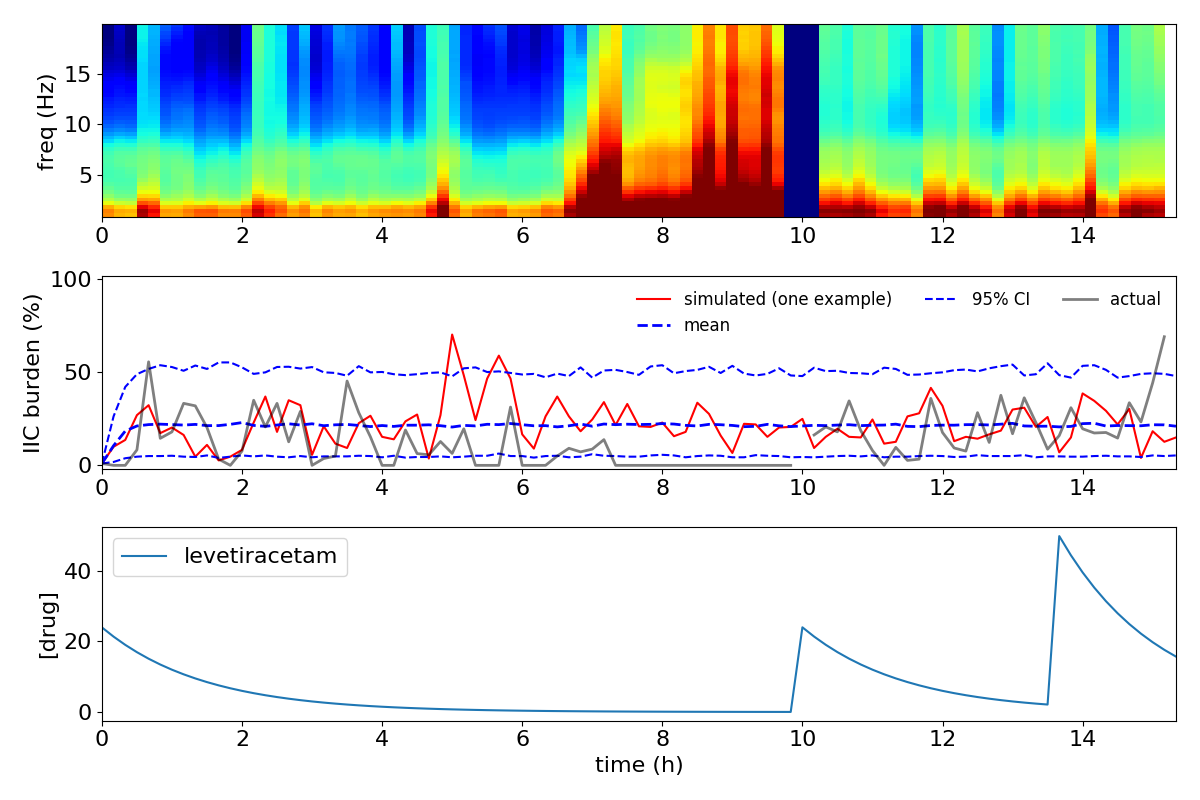 freq (Hz)
15
10
5
0 2 4 6 8 10 12 14
IIC burden (%)
100
50
0
simulated (one example)
mean
95% CI
actual
0 2 4 6 8 10 12 14
[drug]
40
20
0
levetiracetam
0 2 4 6 8 10 12 14
time (h)